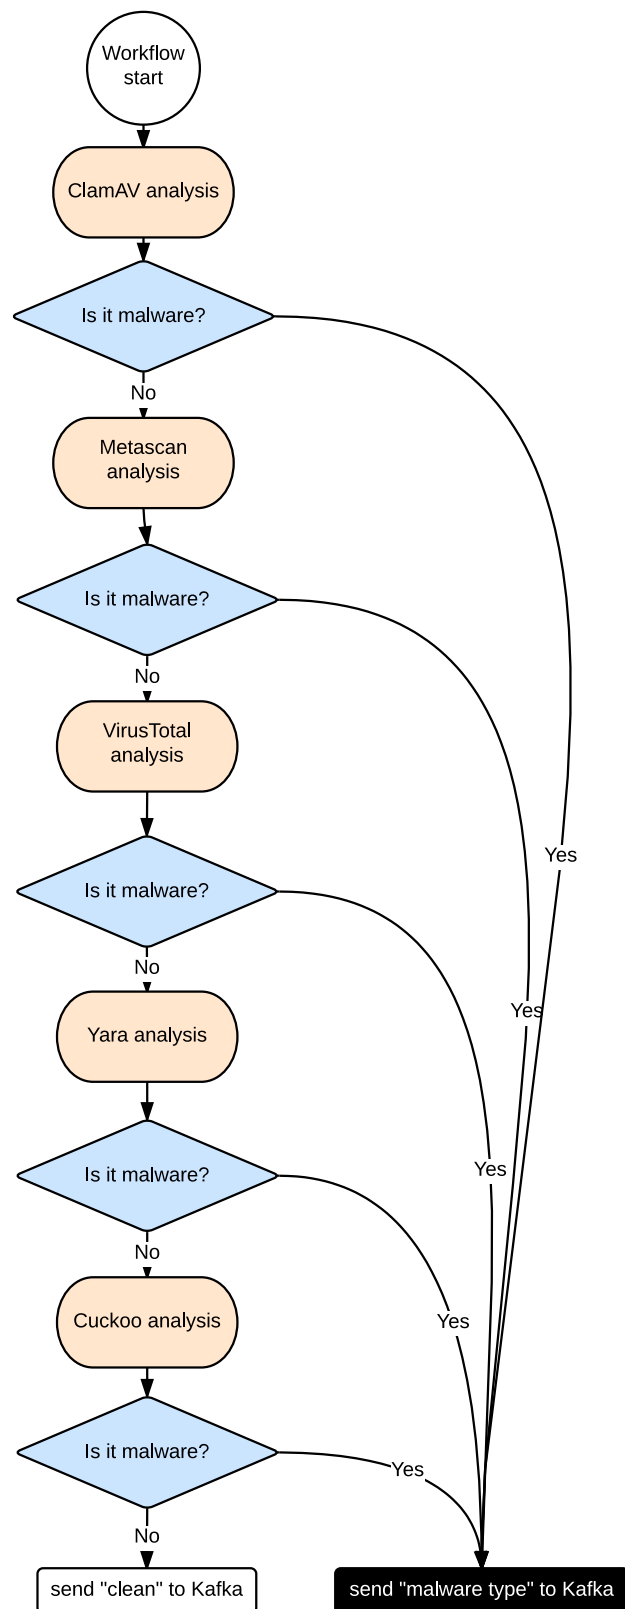 Workflow
start
ClamAV analysis
Is it malware?
No
Metascan
analysis
Is it malware?
No
VirusTotal
analysis
Yes
Is it malware?
No
Yes
Yara analysis
Yes
Is it malware?
No
Cuckoo analysis
Yes
Is it malware?
Yes
No
send "clean" to Kafka
send "malware type" to Kafka